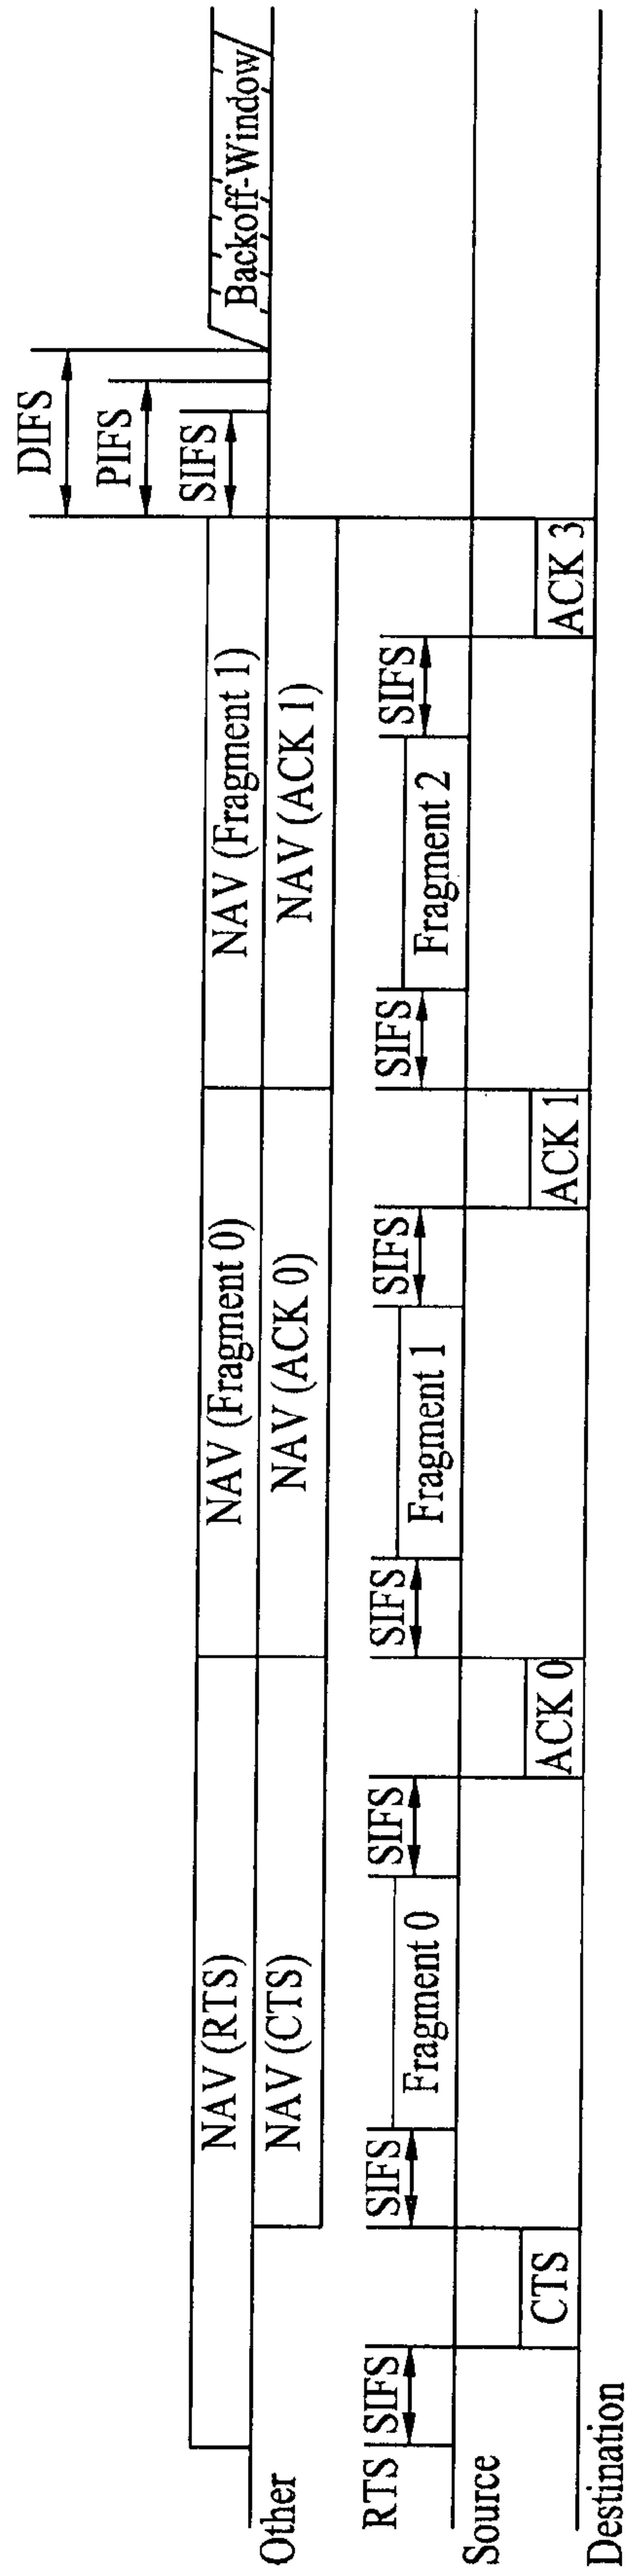 DIFS
PIFS
SIFS
Backoff-Window
NAV (RTS)
NAV (Fragment 0)
NAV (Fragment 1)
NAV (CTS)
NAV (ACK 0)
NAV (ACK 1)
Other
RTS
SIFS
SIFS
Fragment 0
SIFS
SIFS
Fragment 1
SIFS
SIFS
Fragment 2
SIFS
Source
CTS
ACK 0
ACK 1
ACK 3
Destination